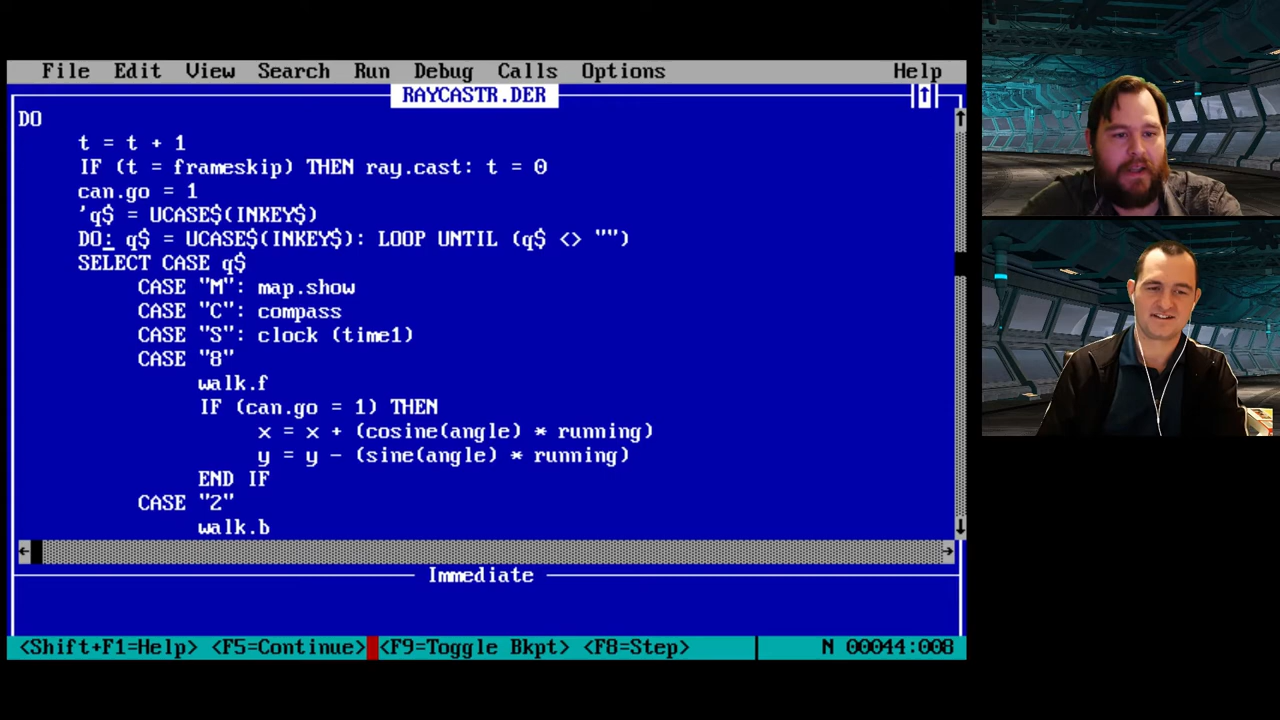 File Edit View Search Run Debug Calls Options Help
RAYCASTR.DER
DO
t = t + 1
IF (t = frameskip) THEN ray.cast: t = 0
can.go = 1
'q$ = UCASE$(INKEY$)
DO: q$ = UCASE$(INKEY$): LOOP UNTIL (q$ <> "")
SELECT CASE q$
CASE "M": map.show
CASE "C": compass
CASE "S": clock (time1)
CASE "8"
walk.f
IF (can.go = 1) THEN
x = x + (cosine(angle) * running)
y = y - (sine(angle) * running)
END IF
CASE "2"
walk.b
Immediate
<Shift+F1=Help> <F5=Continue> <F9=Toggle Bkpt> <F8=Step> N 00044:008